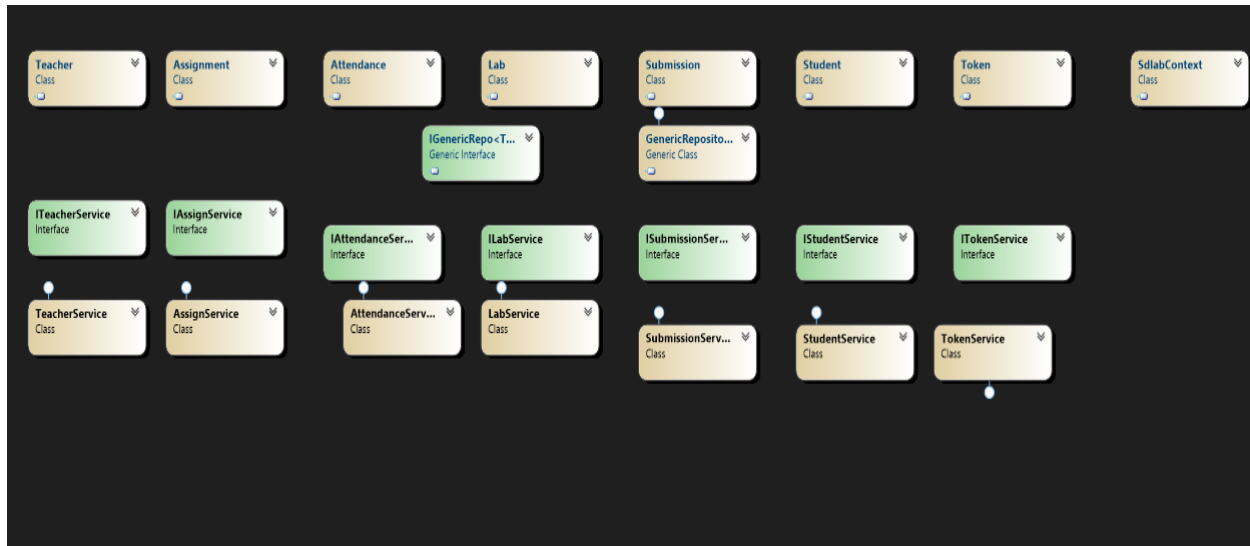 Teacher
Class
Assignment
Class
Attendance
Class
Lab
Class
Submission
Class
Student
Class
Token
Class
SdlabContext
Class
IGenericRepo<T...
Generic Interface
GenericReposito...
Generic Class
ITeacherService
Interface
IAssignService
Interface
IAttendanceSer...
Interface
ILabService
Interface
ISubmissionSer...
Interface
IStudentService
Interface
ITokenService
Interface
TeacherService
Class
AssignService
Class
AttendanceServ...
Class
LabService
Class
SubmissionServ...
Class
StudentService
Class
TokenService
Class